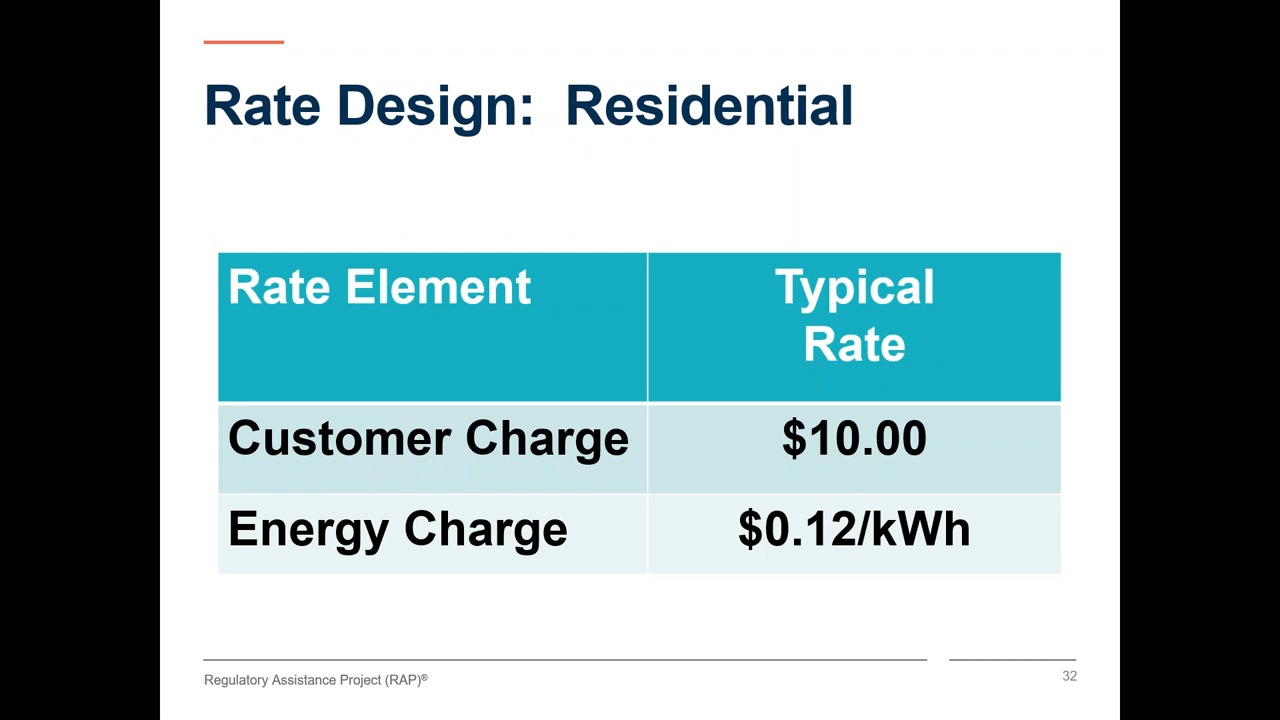 Rate Design: Residential
Rate Element
Typical
Rate
Customer Charge
$10.00
Energy Charge
$0.12/kWh
Regulatory Assistance Project (RAP)®
32